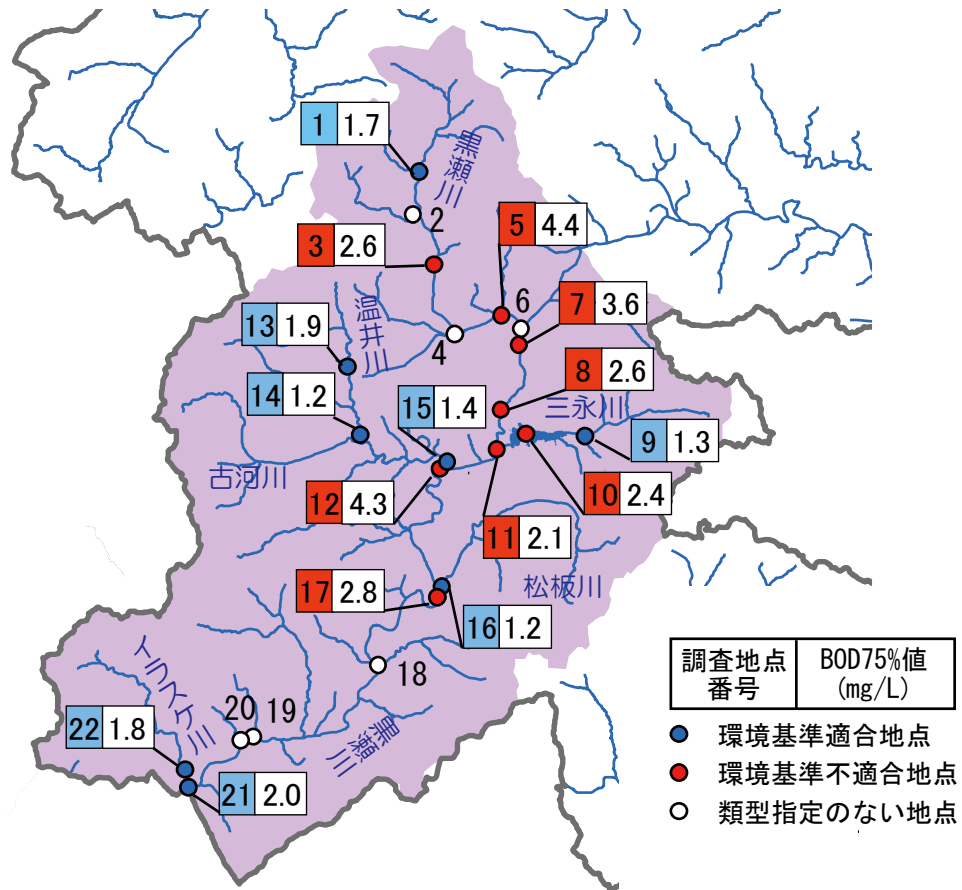 1 1.7
黒瀬川
2
3 2.6
5 4.4
6
7 3.6
温井川
13 1.9
4
8 2.6
14 1.2
15 1.4
三永川
9 1.3
古河川
12 4.3
10 2.4
11 2.1
松板川
17 2.8
16 1.2
18
イラスケ川
20
19
黒瀬川
22 1.8
21 2.0
調査地点
番号
BOD75%値
(mg/L)
環境基準適合地点
環境基準不適合地点
類型指定のない地点